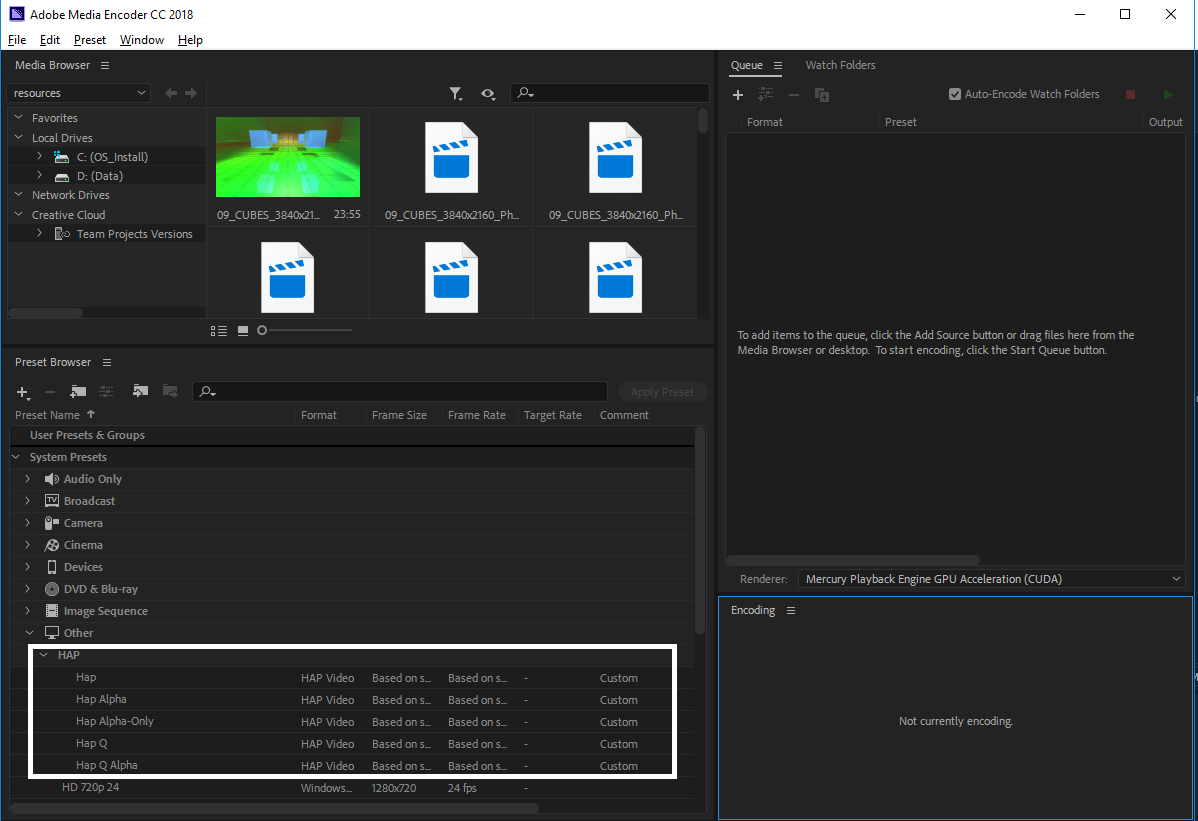 Adobe Media Encoder CC 2018
File Edit Preset Window Help
Media Browser
resources
Favorites
Local Drives
C: (OS_Install)
D: (Data)
Network Drives
Creative Cloud
Team Projects Versions
09_CUBES_3840x21... 23:55
09_CUBES_3840x2160_Ph...
09_CUBES_3840x2160_Ph...
Preset Browser
Apply Preset
Preset Name Format Frame Size Frame Rate Target Rate Comment
User Presets & Groups
System Presets
Audio Only
TV Broadcast
Camera
Cinema
Devices
DVD & Blu-ray
Image Sequence
Other
HAP
Hap HAP Video Based on s... Based on s... - Custom
Hap Alpha HAP Video Based on s... Based on s... - Custom
Hap Alpha-Only HAP Video Based on s... Based on s... - Custom
Hap Q HAP Video Based on s... Based on s... - Custom
Hap Q Alpha HAP Video Based on s... Based on s... - Custom
HD 720p 24 Windows... 1280x720 24 fps -
Queue Watch Folders
Auto-Encode Watch Folders
Format Preset Output
To add items to the queue, click the Add Source button or drag files here from the
Media Browser or desktop. To start encoding, click the Start Queue button.
Renderer: Mercury Playback Engine GPU Acceleration (CUDA)
Encoding
Not currently encoding.